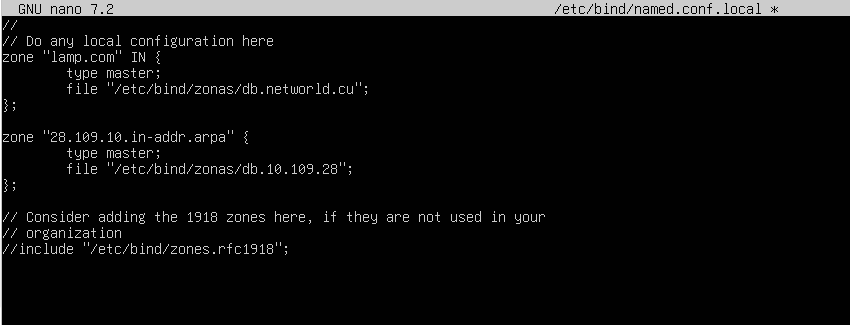 GNU nano 7.2 /etc/bind/named.conf.local *
//
// Do any local configuration here
zone "lamp.com" IN {
type master;
file "/etc/bind/zonas/db.networld.cu";
};
zone "28.109.10.in-addr.arpa" {
type master;
file "/etc/bind/zonas/db.10.109.28";
};
// Consider adding the 1918 zones here, if they are not used in your
// organization
//include "/etc/bind/zones.rfc1918";